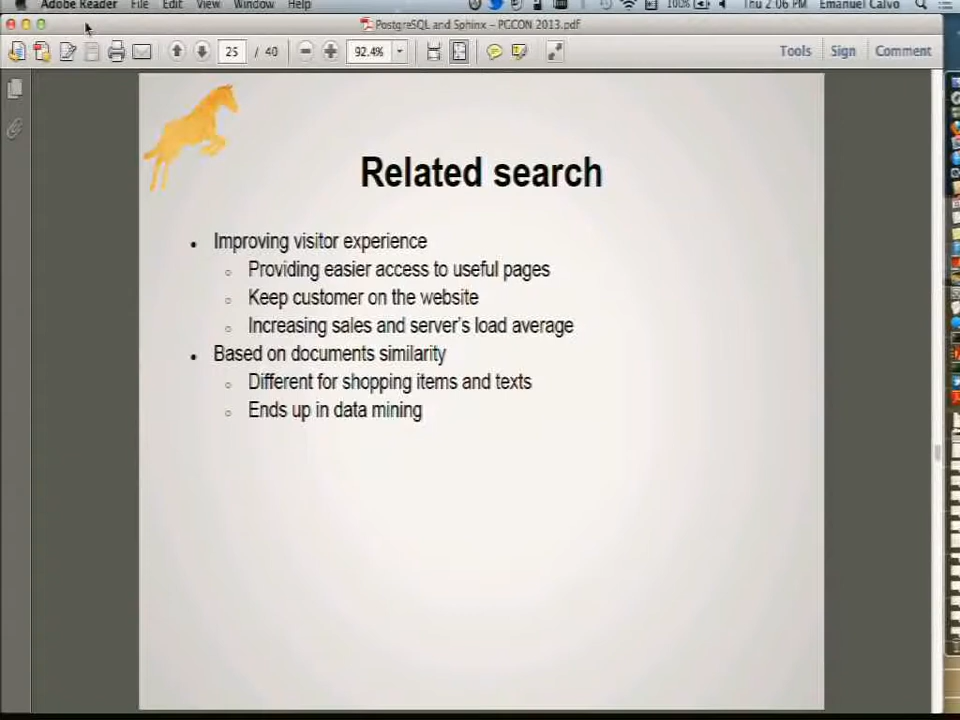 Adobe Reader File Edit View Window Help 100% Thu 2:06 PM Emanuel Calvo
PostgreSQL and Sphinx – PGCON 2013.pdf
25 / 40 92.4% Tools Sign Comment
Related search
Improving visitor experience
Providing easier access to useful pages
Keep customer on the website
Increasing sales and server's load average
Based on documents similarity
Different for shopping items and texts
Ends up in data mining